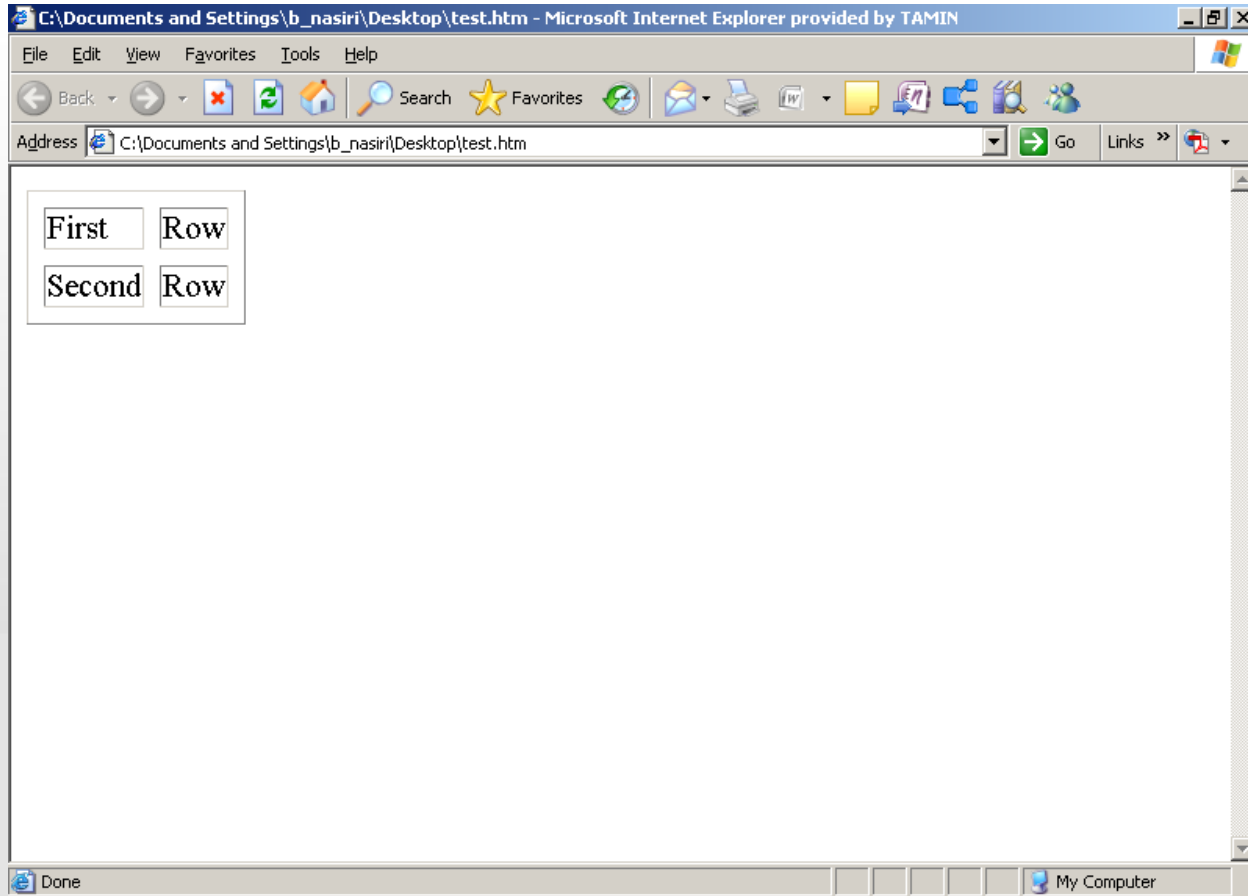 C:\Documents and Settings\b_nasiri\Desktop\test.htm - Microsoft Internet Explorer provided by TAMIN
File Edit View Favorites Tools Help
Back Search Favorites
Address C:\Documents and Settings\b_nasiri\Desktop\test.htm Go Links »
First Row
Second Row
Done My Computer